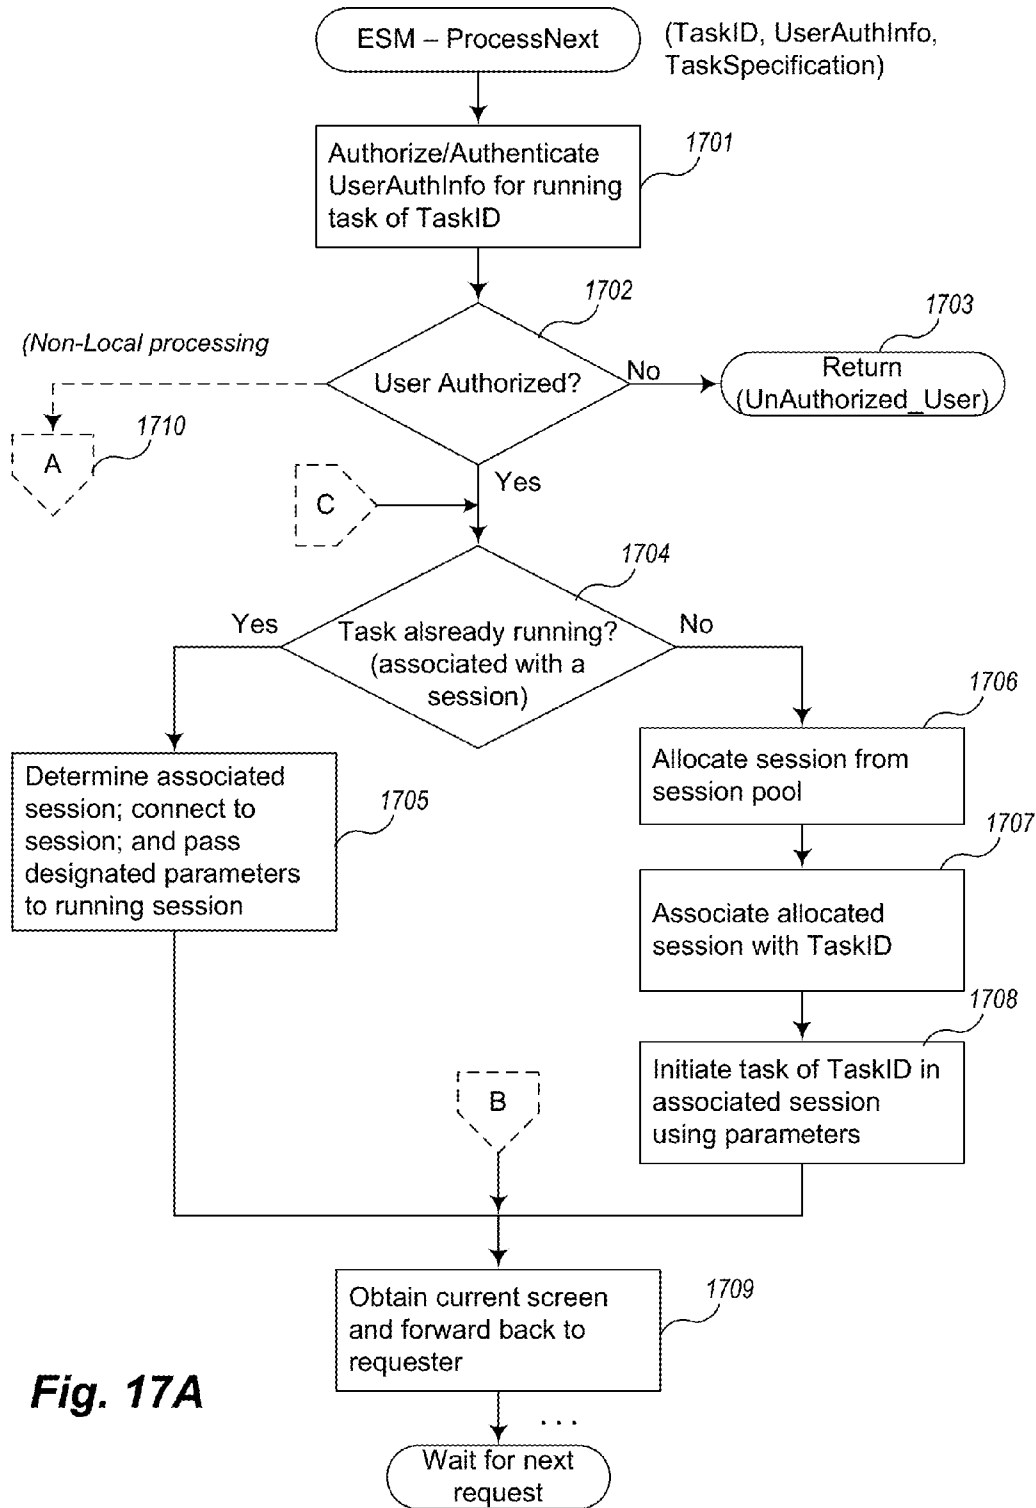 ESM – ProcessNext
(TaskID, UserAuthInfo,
TaskSpecification)
1701
Authorize/Authenticate
UserAuthInfo for running
task of TaskID
1702
1703
(Non-Local processing
User Authorized?
No
Return
(UnAuthorized_User)
1710
A
Yes
C
1704
Yes
No
Task alsready running?
(associated with a
session)
1706
Determine associated
session; connect to
session; and pass
designated parameters
to running session
1705
Allocate session from
session pool
1707
Associate allocated
session with TaskID
1708
Initiate task of TaskID in
associated session
using parameters
B
1709
Obtain current screen
and forward back to
requester
Fig. 17A
. . .
Wait for next
request